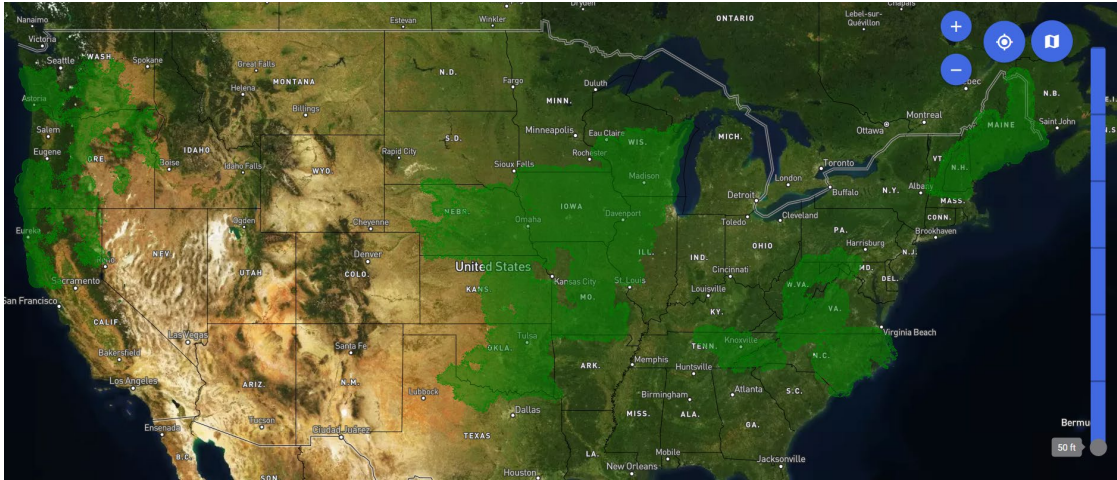 Nanaimo
Victoria
Seattle
WASH.
Spokane
Astoria
Salem
Eugene
ORE.
Boise
IDAHO
Idaho Falls
Great Falls
Helena
MONTANA
Billings
Estevan
Winkler
N.D.
Fargo
S.D.
Rapid City
WYO.
Cheyenne
Ogden
UTAH
Denver
COLO.
NEV.
Eureka
Reno
Sacramento
San Francisco
CALIF.
Las Vegas
Bakersfield
Los Angeles
Ensenada
B.C.
ARIZ.
Tucson
SON.
Santa Fe
N.M.
Ciudad Juárez
Lubbock
TEXAS
Dallas
Houston
Dryden
ONTARIO
Lebel-sur-
Quévillon
Chapais
MINN.
Duluth
Minneapolis
Eau Claire
Rochester
WIS.
Madison
Sioux Falls
NEBR.
Omaha
IOWA
Davenport
ILL.
United States
KANS.
Kansas City
MO.
St. Louis
OKLA.
Tulsa
ARK.
Memphis
MISS.
LA.
New Orleans
Mobile
ALA.
Birmingham
Huntsville
TENN.
Knoxville
KY.
Louisville
IND.
Cincinnati
OHIO
MICH.
Detroit
Toledo
Cleveland
London
Toronto
Buffalo
Ottawa
Montreal
N.Y.
Albany
VT.
N.H.
MAINE
N.B.
Saint John
MASS.
CONN.
Brookhaven
PA.
Harrisburg
N.J.
MD.
DEL.
W.VA.
VA.
Virginia Beach
N.C.
S.C.
Atlanta
GA.
Jacksonville
50 ft